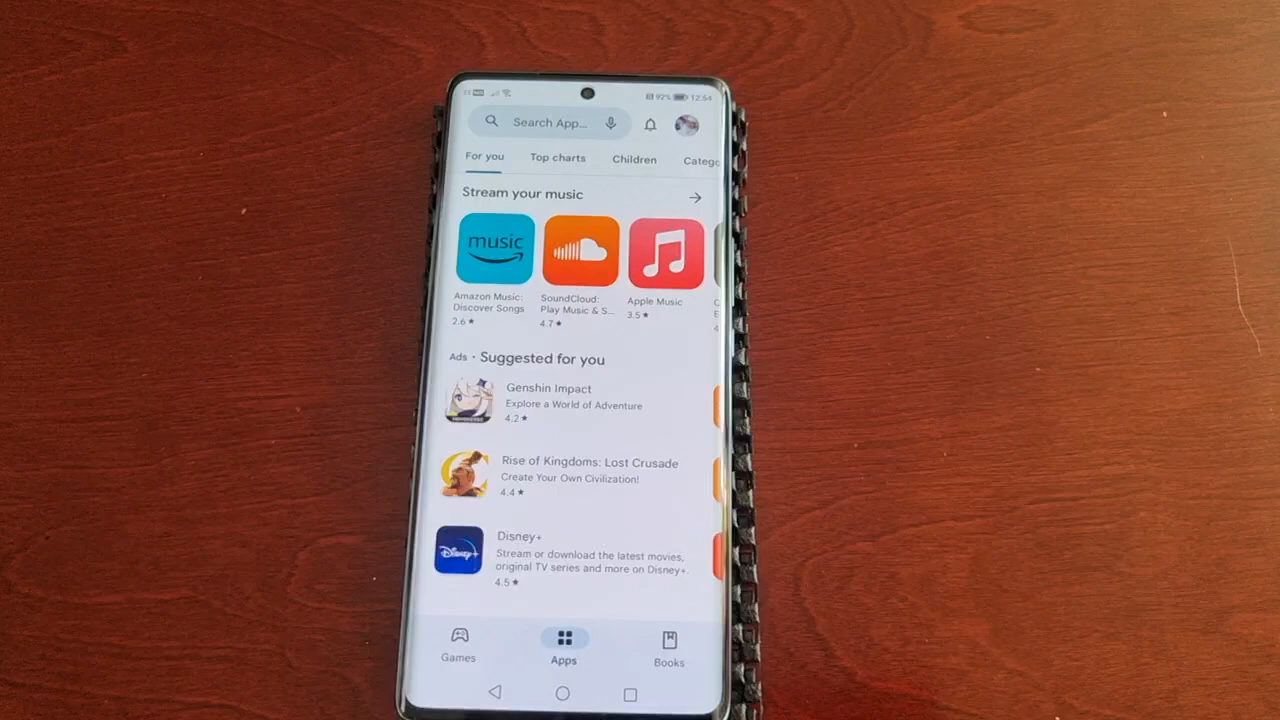 92% 12:54
Search App...
For you Top charts Children Catego
Stream your music
music
Amazon Music:
Discover Songs
2.6★
SoundCloud:
Play Music & S...
4.7★
Apple Music
3.5★
Ads • Suggested for you
Genshin Impact
Explore a World of Adventure
4.2★
Rise of Kingdoms: Lost Crusade
Create Your Own Civilization!
4.4★
Disney+
Disney+
Stream or download the latest movies,
original TV series and more on Disney+.
4.5★
Games Apps Books